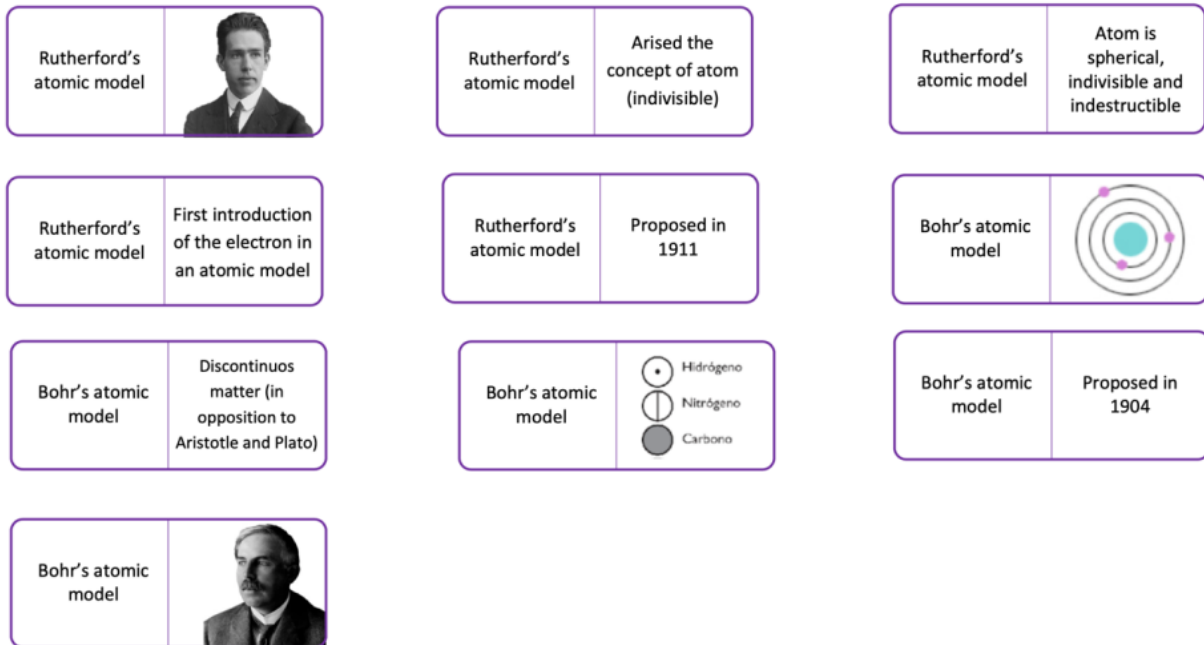 Rutherford's
atomic model
Rutherford's
atomic model
Arised the
concept of atom
(indivisible)
Rutherford's
atomic model
Atom is
spherical,
indivisible and
indestructible
Rutherford's
atomic model
First introduction
of the electron in
an atomic model
Rutherford's
atomic model
Proposed in
1911
Bohr's atomic
model
Bohr's atomic
model
Discontinuos
matter (in
opposition to
Aristotle and Plato)
Bohr's atomic
model
Hidrógeno
Nitrógeno
Carbono
Bohr's atomic
model
Proposed in
1904
Bohr's atomic
model